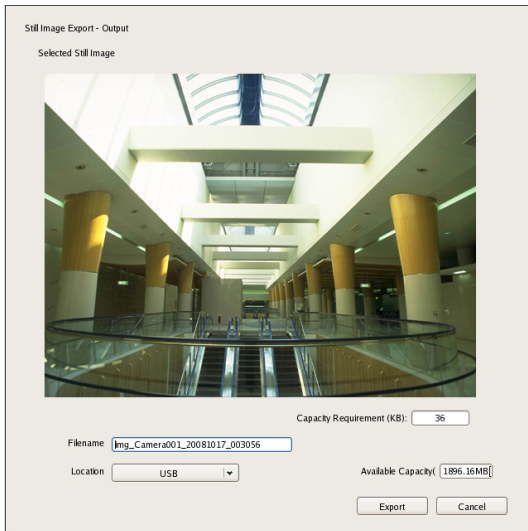 Still Image Export - Output
Selected Still Image
Capacity Requirement (KB): 36
Filename img_Camera001_20081017_003056
Location USB Available Capacity( 1896.16MB[
Export Cancel